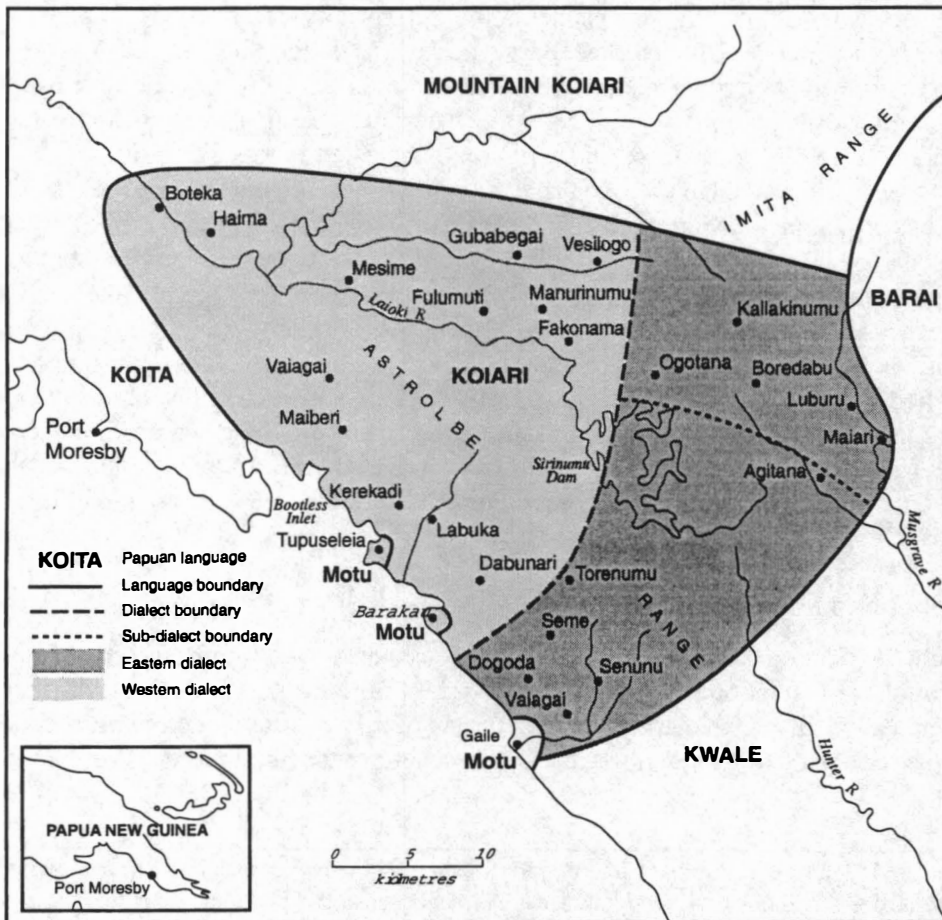 MOUNTAIN KOIARI
IMITA RANGE
Boteka
Haima
Gubabegai
Vesilogo
BARAI
Mesime
Laioki R
Fulumuti
Manurinumu
Kallakinumu
Fakonama
KOITA
Vaiagai
ASTROLBE
KOIARI
Ogotana
Boredabu
Luburu
Port
Moresby
Maiberi
Maiari
Sirinumu
Dam
Agitana
Bootless
Inlet
Kerekadi
Labuka
Musgrave R
Tupuseleia
Motu
Dabunari
Torenumu
RANGE
Barakau
Motu
Seme
Dogoda
Senunu
Vaiagai
Gaile
Motu
KWALE
Hunter R
KOITA Papuan language
Language boundary
Dialect boundary
Sub-dialect boundary
Eastern dialect
Western dialect
PAPUA NEW GUINEA
Port Moresby
0 5 10
kilometres